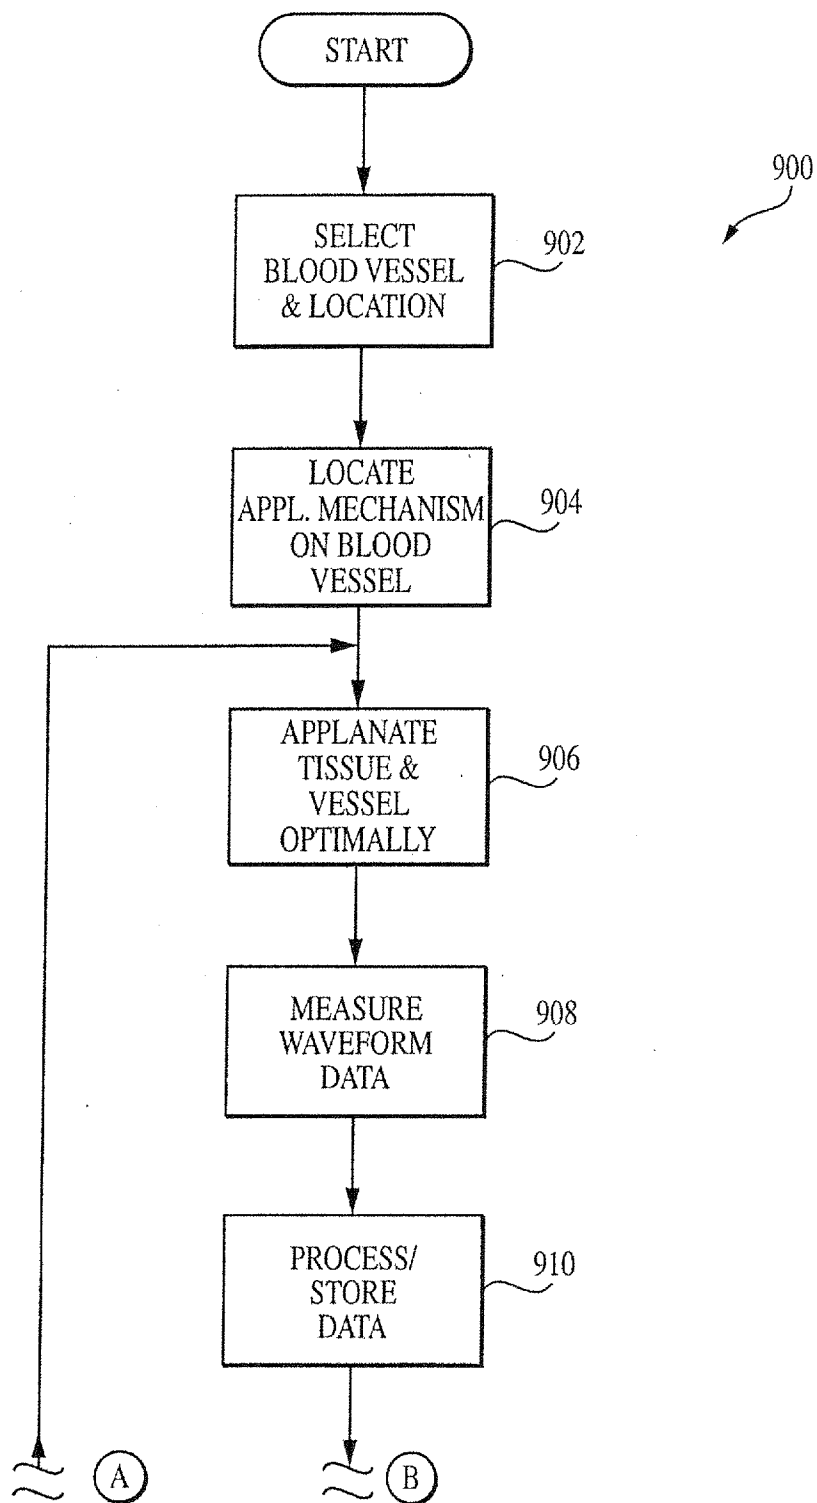 START
900
SELECT
BLOOD VESSEL
& LOCATION
902
LOCATE
APPL. MECHANISM
ON BLOOD
VESSEL
904
APPLANATE
TISSUE &
VESSEL
OPTIMALLY
906
MEASURE
WAVEFORM
DATA
908
PROCESS/
STORE
DATA
910
A
B